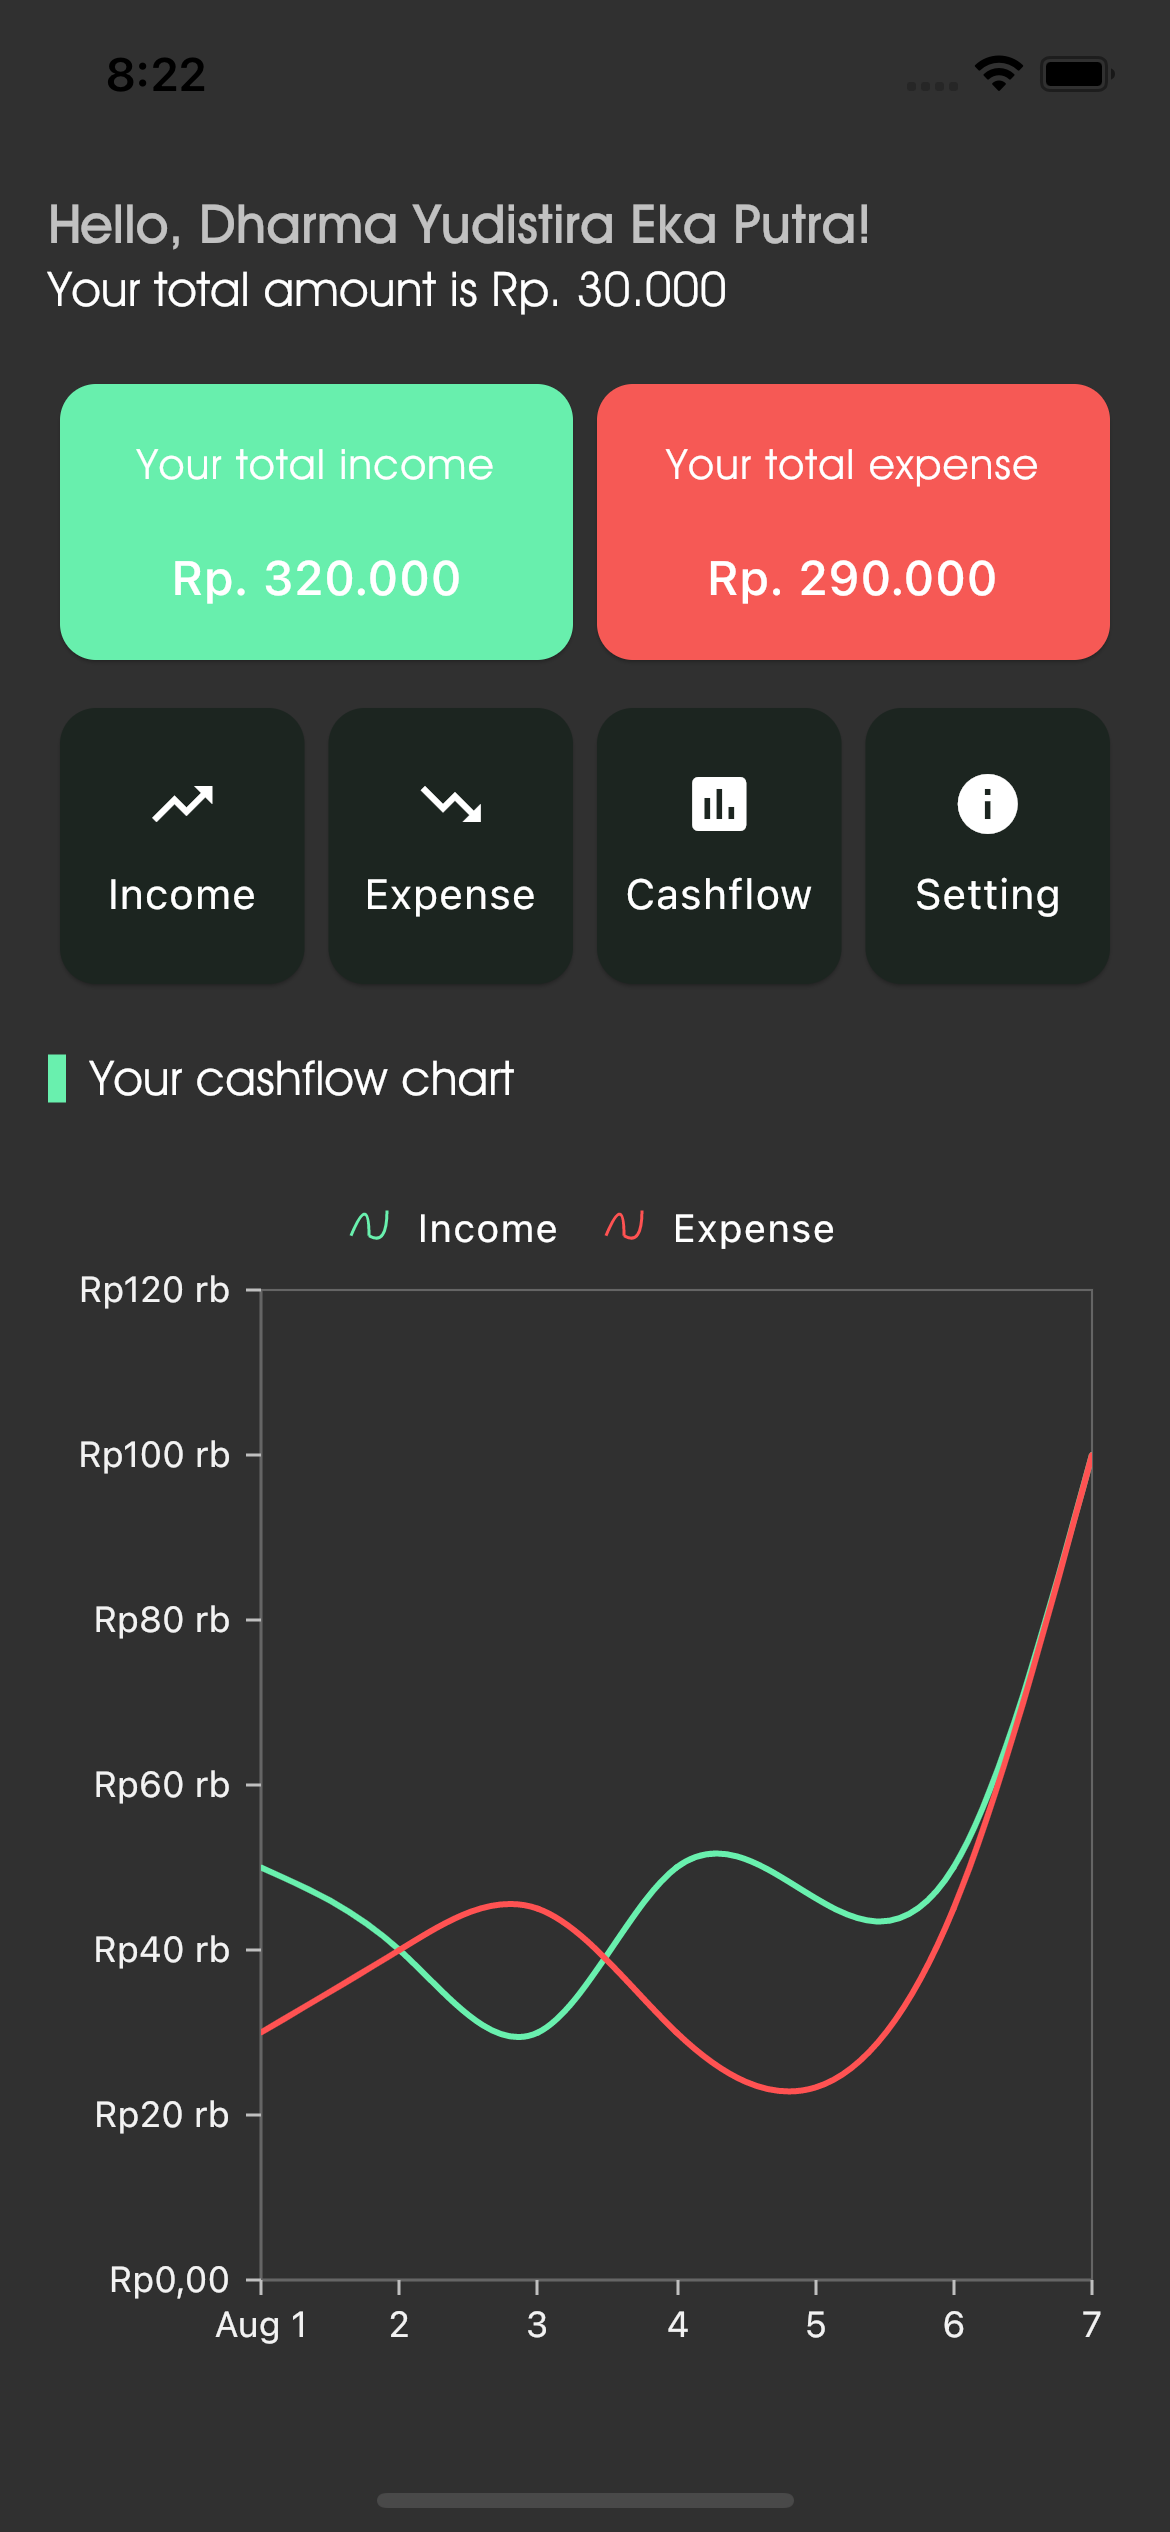 8:22
Hello, Dharma Yudistira Eka Putra!
Your total amount is Rp. 30.000
Your total income
Rp. 320.000
Your total expense
Rp. 290.000
Income
Expense
Cashflow
Setting
Your cashflow chart
Income
Expense
Rp120 rb
Rp100 rb
Rp80 rb
Rp60 rb
Rp40 rb
Rp20 rb
Rp0,00
Aug 1 2 3 4 5 6 7